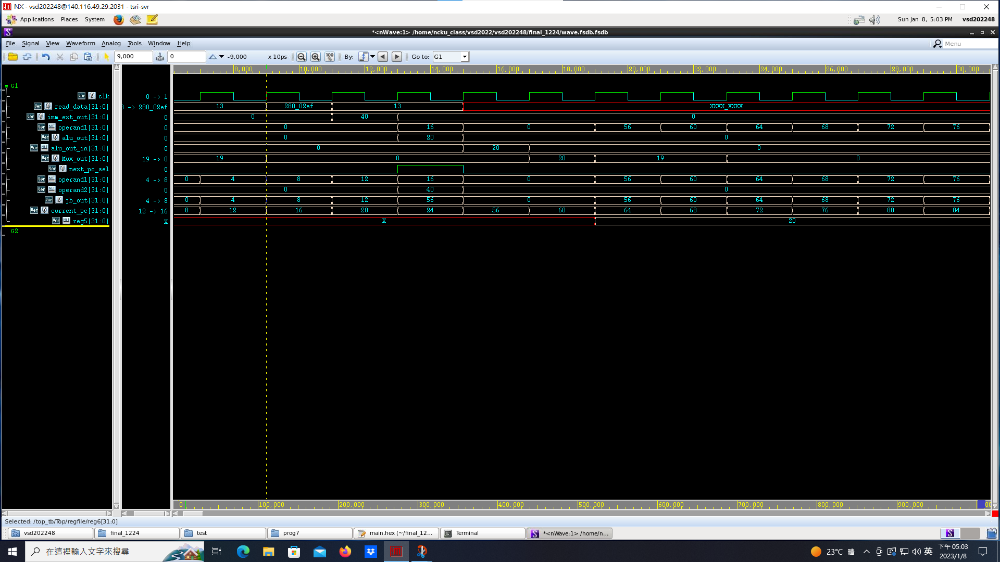 NX - vsd202248@140.116.49.29:2031 - tsri-svr
Applications Places System Sun Jan 8, 5:03 PM vsd202248
*<nWave:1> /home/ncku_class/vsd2022/vsd202248/final_1224/wave.fsdb.fsdb
File Signal View Waveform Analog Tools Window Help Menu
9,000 0 -9,000 x 10ps 100 % By: Go to: G1
8,000 10,000 12,000 14,000 16,000 18,000 20,000 22,000 24,000 26,000 28,000 30,000
G1
clk 0 -> 1
read_data[31:0] 3 -> 280_02ef 13 280_02ef 13 XXXX_XXXX
imm_ext_out[31:0] 0 0 40 0
operand1[31:0] 0 0 16 0 56 60 64 68 72 76
alu_out[31:0] 0 0 20 0
alu_out_in[31:0] 0 0 20 0
Mux_out[31:0] 19 -> 0 19 0 20 19 0
next_pc_sel 0
operand1[31:0] 4 -> 8 0 4 8 12 16 0 56 60 64 68 72 76
operand2[31:0] 0 0 40 0
jb_out[31:0] 4 -> 8 0 4 8 12 56 0 56 60 64 68 72 76
current_pc[31:0] 12 -> 16 8 12 16 20 24 56 60 64 68 72 76 80 84
reg5[31:0] X X 20
G2
0 100,000 200,000 300,000 400,000 500,000 600,000 700,000 800,000 900,000
Selected: /top_tb/Top/regfile/reg6[31:0]
vsd202248 final_1224 test prog7 main.hex (~/final_12... Terminal *<nWave:1> /home/n...
在這裡輸入文字來搜尋 23°C 晴 英 下午 05:03
2023/1/8